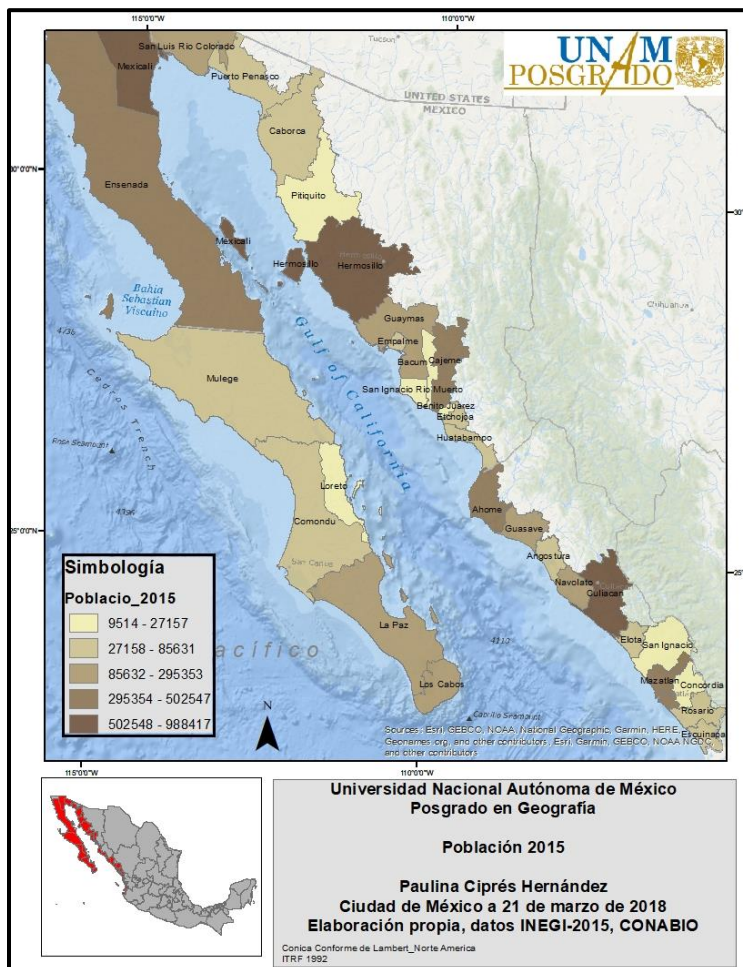 115°0'0"W
110°0'0"W
UNAM
POSGRADO
Tucson
San Luis Rio Colorado
Mexicali
Puerto Penasco
UNITED STATES
MÉXICO
Caborca
30°0'0"N
30°
Ensenada
Pitiquito
Mexicali
Hermosillo
Hermosillo
Bahia
Sebastian
Viscuino
Chihuahua
Guaymas
Empalme
Bacum
Cajeme
Gulf of California
Mulege
San Ignacio Rio Muerto
Benito Juarez
Etchojoa
Huatabampo
Cedros Trench
Loreto
Comondu
San Carlos
Ahome
Guasave
25°0'0"N
Angostura
25°
Navolato
Culiacan
Simbología
Poblacio_2015
9514 - 27157
27158 - 85631
85632 - 295353
295354 - 502547
502548 - 988417
La Paz
Los Cabos
Elota
San Ignacio
Mazatlan
Concordia
Rosario
Escuinapa
N
Cabrillo Seamount
Sources: Esri, GEBCO, NOAA, National Geographic, Garmin, HERE,
Geonames.org, and other contributors, Esri, Garmin, GEBCO, NOAA NGDC,
and other contributors
115°0'0"W
110°0'0"W
Universidad Nacional Autónoma de México
Posgrado en Geografía
Población 2015
Paulina Ciprés Hernández
Ciudad de México a 21 de marzo de 2018
Elaboración propia, datos INEGI-2015, CONABIO
Conica Conforme de Lambert_Norte America
ITRF 1992